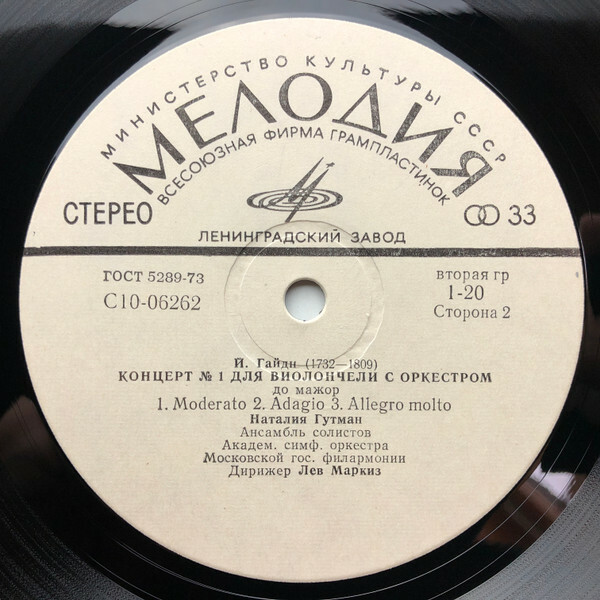 МИНИСТЕРСТВО КУЛЬТУРЫ СССР
МЕЛОДИЯ
ВСЕСОЮЗНАЯ ФИРМА ГРАМПЛАСТИНОК
СТЕРЕО
33
ЛЕНИНГРАДСКИЙ ЗАВОД
ГОСТ 5289-73
С10-06262
вторая гр
1-20
Сторона 2
Й. Гайдн (1732—1809)
КОНЦЕРТ № 1 ДЛЯ ВИОЛОНЧЕЛИ С ОРКЕСТРОМ
до мажор
1. Moderato 2. Adagio 3. Allegro molto
Наталия Гутман
Ансамбль солистов
Академ. симф. оркестра
Московской гос. филармонии
Дирижер Лев Маркиз